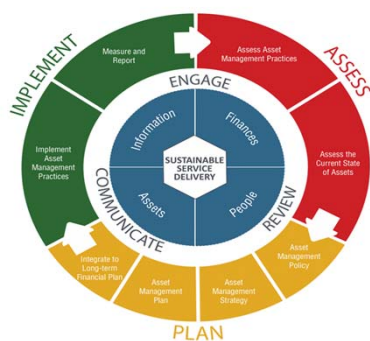 IMPLEMENT
ASSESS
PLAN
Measure and
Report
Assess Asset
Management Practices
Implement
Asset
Management
Practices
Assess the
Current State
of Assets
Integrate to
Long-term
Financial Plan
Asset
Management
Plan
Asset
Management
Strategy
Asset
Management
Policy
ENGAGE
COMMUNICATE
REVIEW
Information
Finances
Assets
People
SUSTAINABLE
SERVICE
DELIVERY